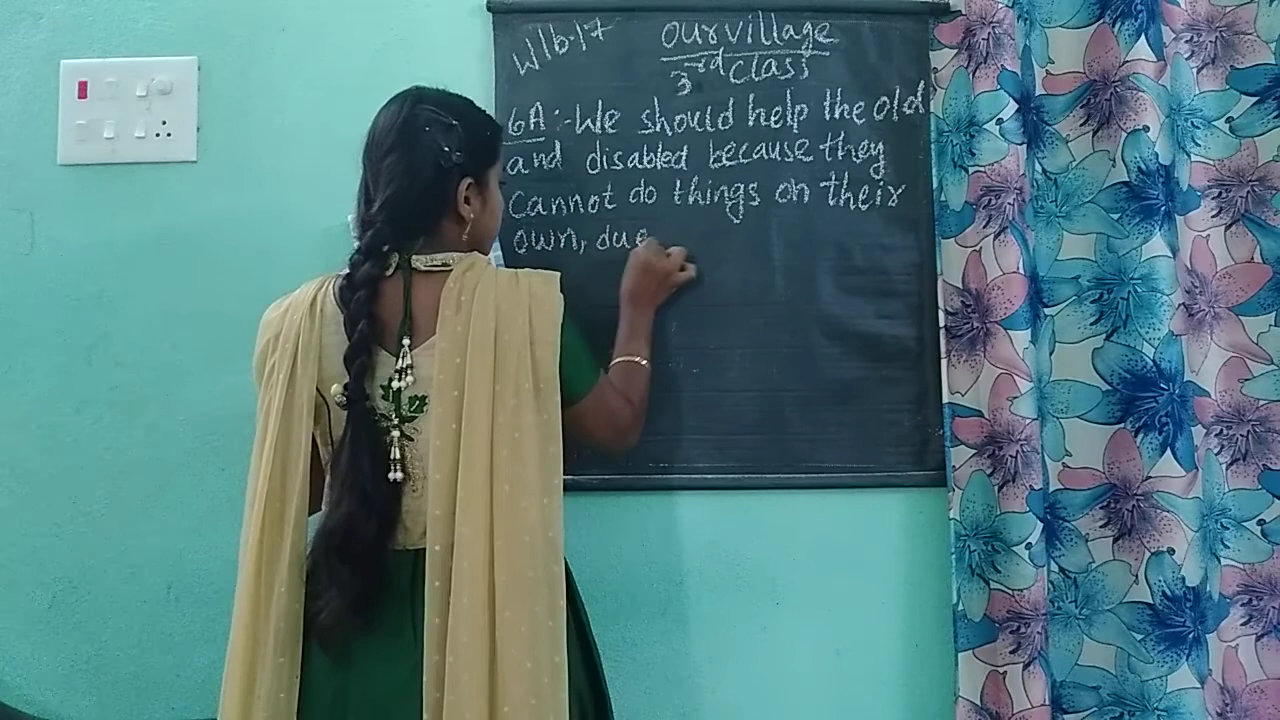 W/b-17
our village
3rd class
6A:-We should help the old
and disabled because they
Cannot do things on their
own, due